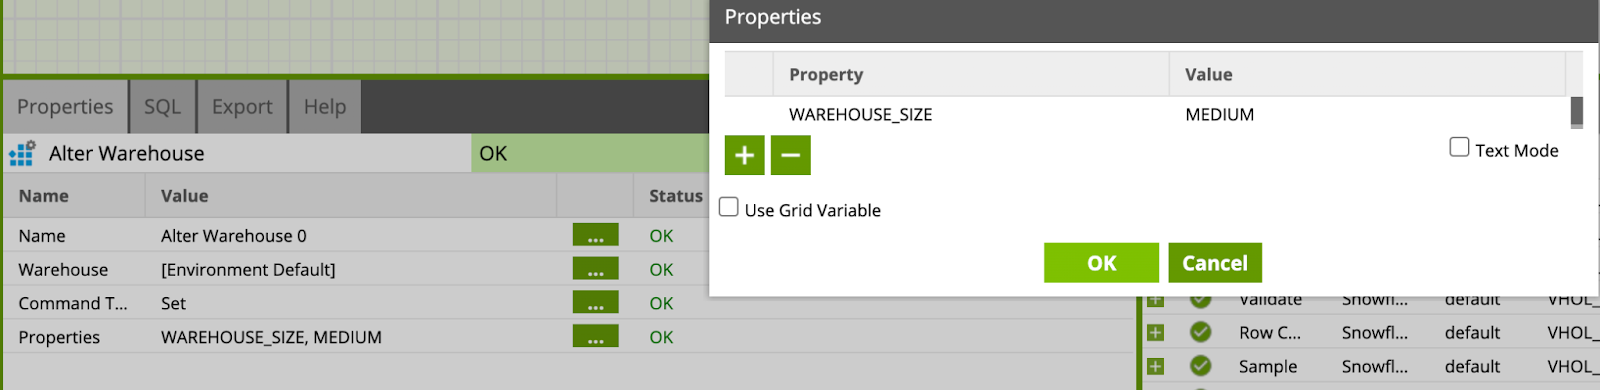 Properties
Property Value
WAREHOUSE_SIZE MEDIUM
+ −
Text Mode
Use Grid Variable
OK Cancel
Properties SQL Export Help
Alter Warehouse OK
Name Value Status
Name Alter Warehouse 0 ... OK
Warehouse [Environment Default] ... OK
Command T... Set ... OK
Properties WAREHOUSE_SIZE, MEDIUM ... OK
Validate Snowfl... default VHOL_
Row C... Snowfl... default VHOL_
Sample Snowfl... default VHOL_